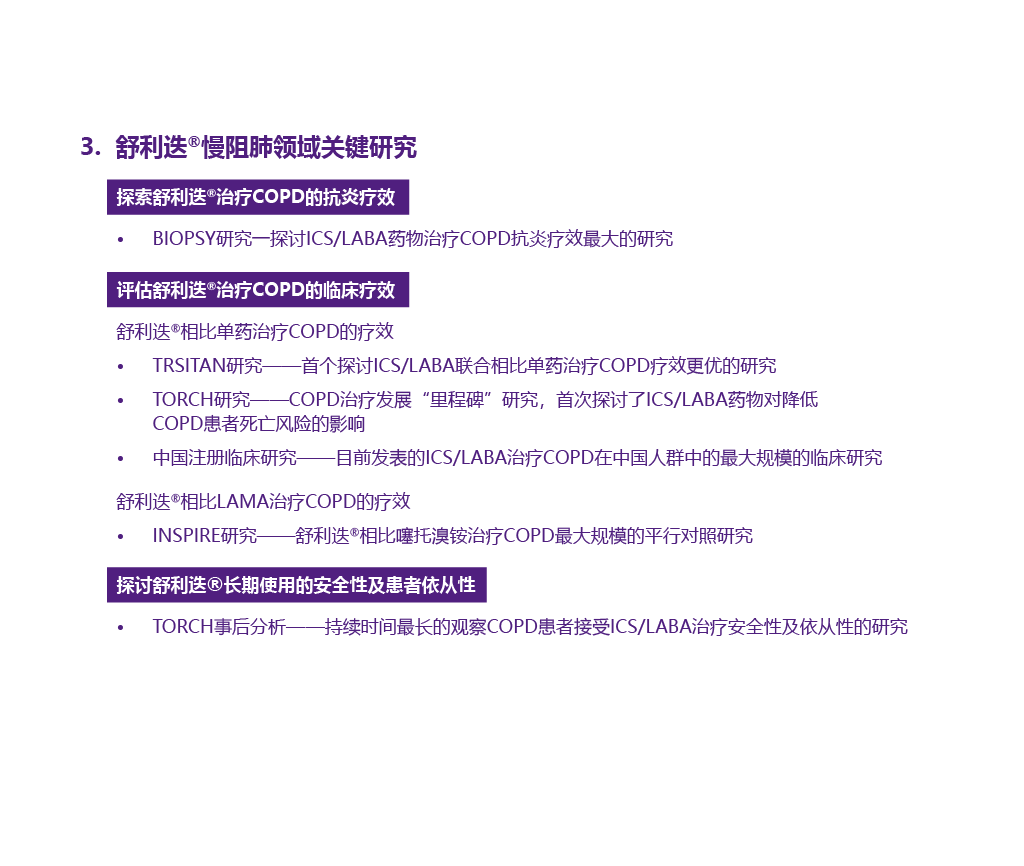 3. 舒利迭®慢阻肺领域关键研究
探索舒利迭®治疗COPD的抗炎疗效
• BIOPSY研究—探讨ICS/LABA药物治疗COPD抗炎疗效最大的研究
评估舒利迭®治疗COPD的临床疗效
舒利迭®相比单药治疗COPD的疗效
• TRSITAN研究——首个探讨ICS/LABA联合相比单药治疗COPD疗效更优的研究
• TORCH研究——COPD治疗发展“里程碑”研究，首次探讨了ICS/LABA药物对降低
COPD患者死亡风险的影响
• 中国注册临床研究——目前发表的ICS/LABA治疗COPD在中国人群中的最大规模的临床研究
舒利迭®相比LAMA治疗COPD的疗效
• INSPIRE研究——舒利迭®相比噻托溴铵治疗COPD最大规模的平行对照研究
探讨舒利迭®长期使用的安全性及患者依从性
• TORCH事后分析——持续时间最长的观察COPD患者接受ICS/LABA治疗安全性及依从性的研究